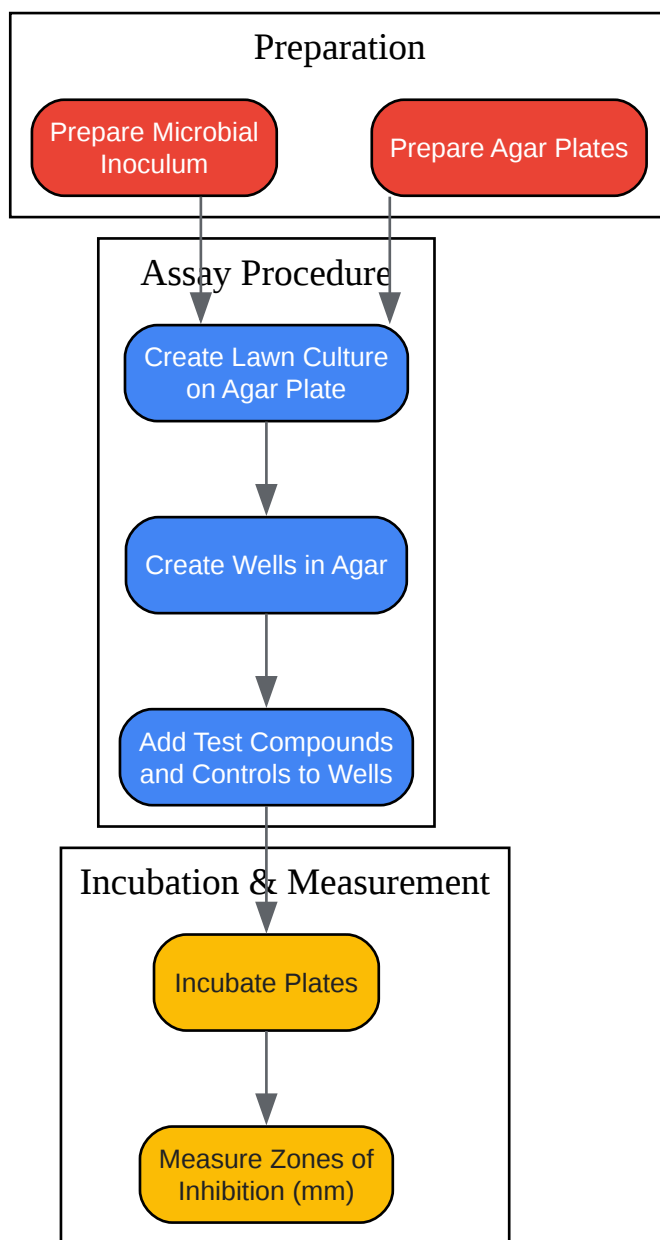 Preparation
Prepare Microbial
Inoculum
Prepare Agar Plates
Assay Procedure
Create Lawn Culture
on Agar Plate
Create Wells in Agar
Add Test Compounds
and Controls to Wells
Incubation & Measurement
Incubate Plates
Measure Zones of
Inhibition (mm)